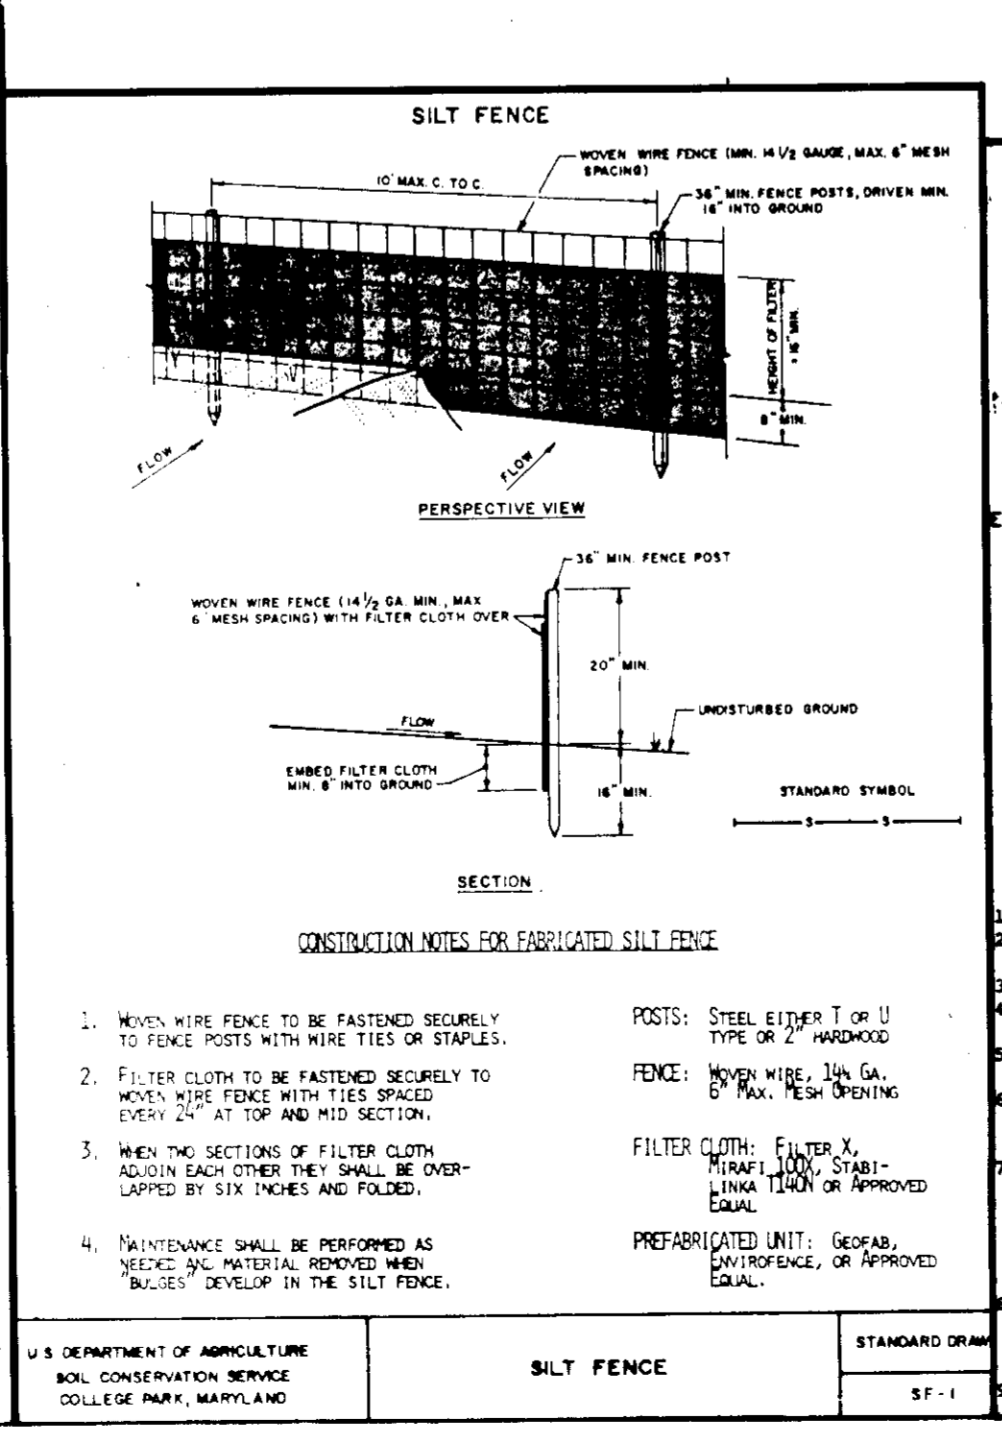 SILT FENCE
WOVEN WIRE FENCE (MIN. 14 1/2 GAUGE, MAX. 6" MESH
SPACING)
10' MAX. C. TO C.
36" MIN. FENCE POSTS, DRIVEN MIN.
16" INTO GROUND
HEIGHT OF FILTER
= 16" MIN.
8" MIN.
FLOW
FLOW
PERSPECTIVE VIEW
36" MIN. FENCE POST
WOVEN WIRE FENCE (14 1/2 GA. MIN., MAX
6" MESH SPACING) WITH FILTER CLOTH OVER
20" MIN.
UNDISTURBED GROUND
FLOW
EMBED FILTER CLOTH
MIN. 8" INTO GROUND
16" MIN.
STANDARD SYMBOL
S S
SECTION
CONSTRUCTION NOTES FOR FABRICATED SILT FENCE
1. WOVEN WIRE FENCE TO BE FASTENED SECURELY
TO FENCE POSTS WITH WIRE TIES OR STAPLES.
2. FILTER CLOTH TO BE FASTENED SECURELY TO
WOVEN WIRE FENCE WITH TIES SPACED
EVERY 24" AT TOP AND MID SECTION.
3. WHEN TWO SECTIONS OF FILTER CLOTH
ADJOIN EACH OTHER THEY SHALL BE OVER-
LAPPED BY SIX INCHES AND FOLDED.
4. MAINTENANCE SHALL BE PERFORMED AS
NEEDED AND MATERIAL REMOVED WHEN
"BULGES" DEVELOP IN THE SILT FENCE.
POSTS: STEEL EITHER T OR U
TYPE OR 2" HARDWOOD
FENCE: WOVEN WIRE, 14½ GA.
6" MAX. MESH OPENING
FILTER CLOTH: FILTER X,
MIRAFI 100X, STABI-
LINKA T140N OR APPROVED
EQUAL
PREFABRICATED UNIT: GEOFAB,
ENVIROFENCE, OR APPROVED
EQUAL.
U S DEPARTMENT OF AGRICULTURE
SOIL CONSERVATION SERVICE
COLLEGE PARK, MARYLAND
SILT FENCE
STANDARD DRAW
SF-1